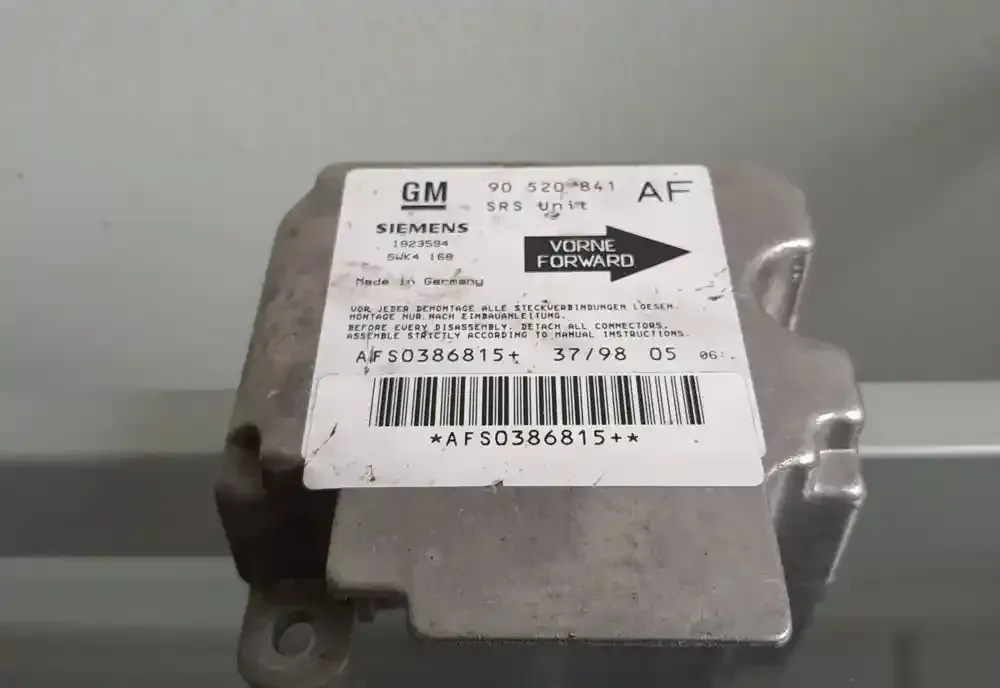 GM 90 520 841 AF
SRS Unit
SIEMENS
1923594
5WK4 168
VORNE
FORWARD
Made in Germany
VOR JEDER DEMONTAGE ALLE STECKVERBINDUNGEN LOESEN.
MONTAGE NUR NACH EINBAUANLEITUNG.
BEFORE EVERY DISASSEMBLY, DETACH ALL CONNECTORS,
ASSEMBLE STRICTLY ACCORDING TO MANUAL INSTRUCTIONS.
AFS0386815+ 37/98 05
*AFS0386815+*